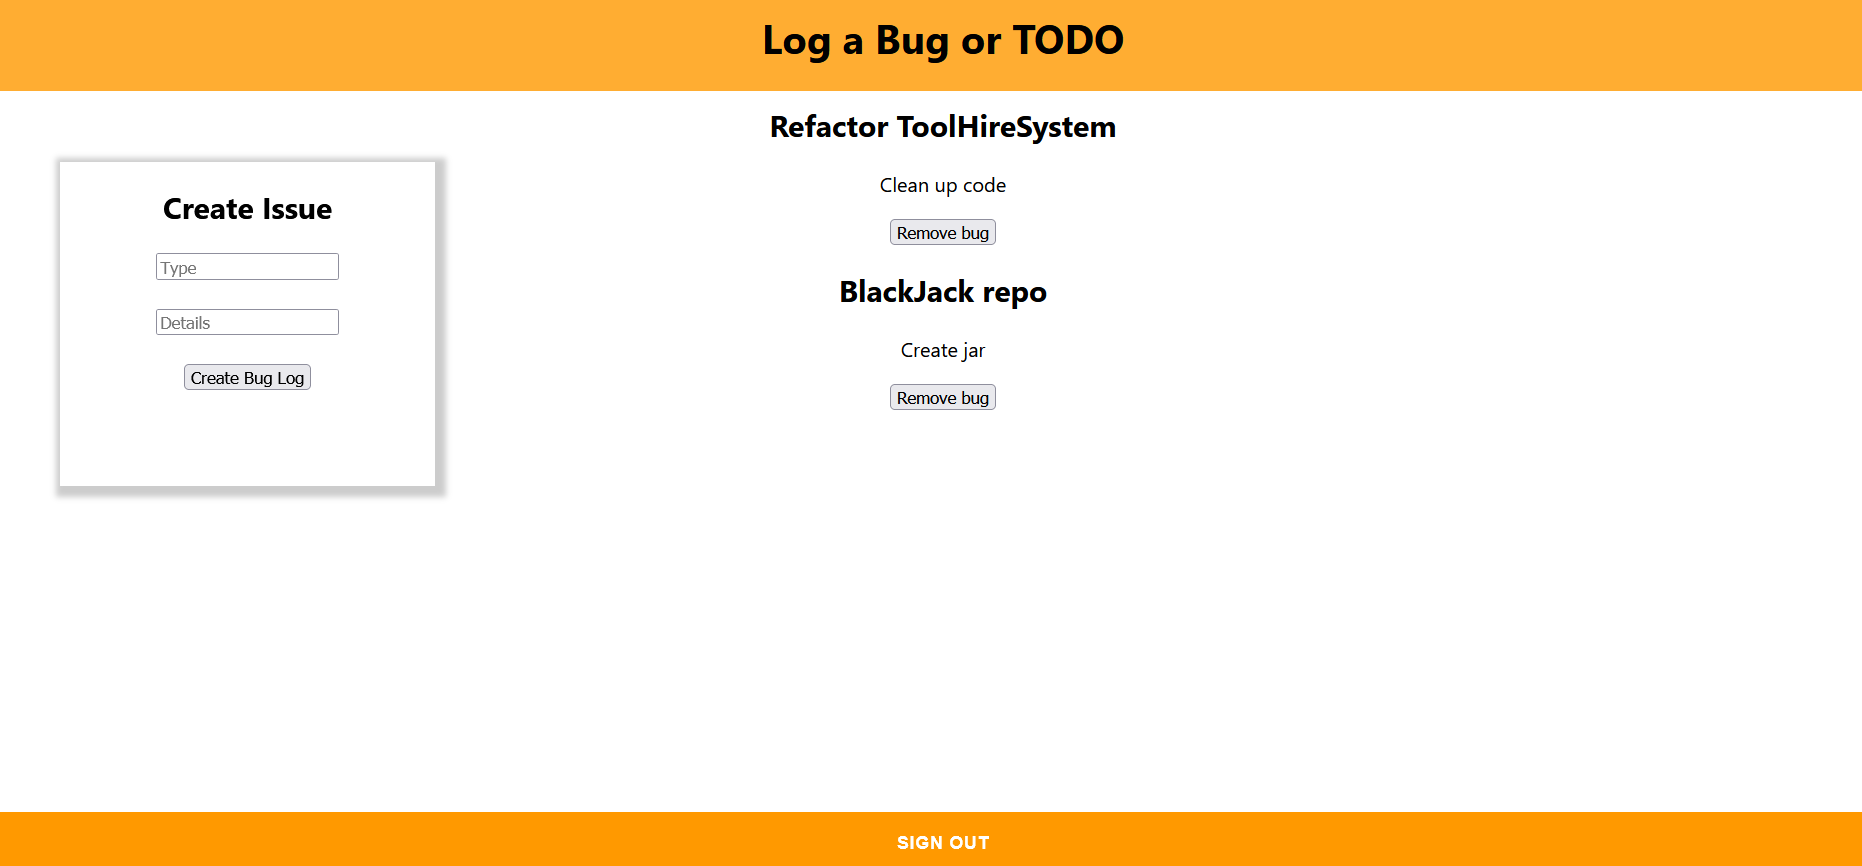 Log a Bug or TODO
Create Issue
Type
Details
Create Bug Log
Refactor ToolHireSystem
Clean up code
Remove bug
BlackJack repo
Create jar
Remove bug
SIGN OUT